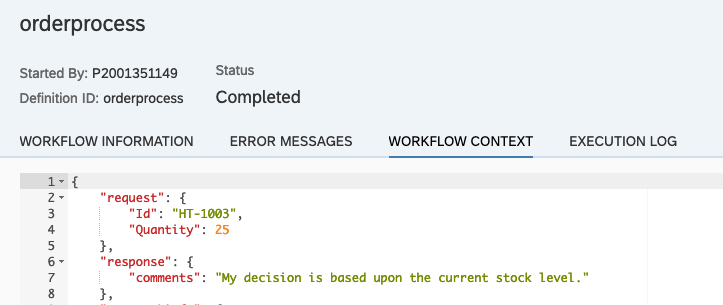 orderprocess
Started By: P2001351149
Status
Definition ID: orderprocess
Completed
WORKFLOW INFORMATION ERROR MESSAGES WORKFLOW CONTEXT EXECUTION LOG
1 {
2 "request": {
3 "Id": "HT-1003",
4 "Quantity": 25
5 },
6 "response": {
7 "comments": "My decision is based upon the current stock level."
8 },